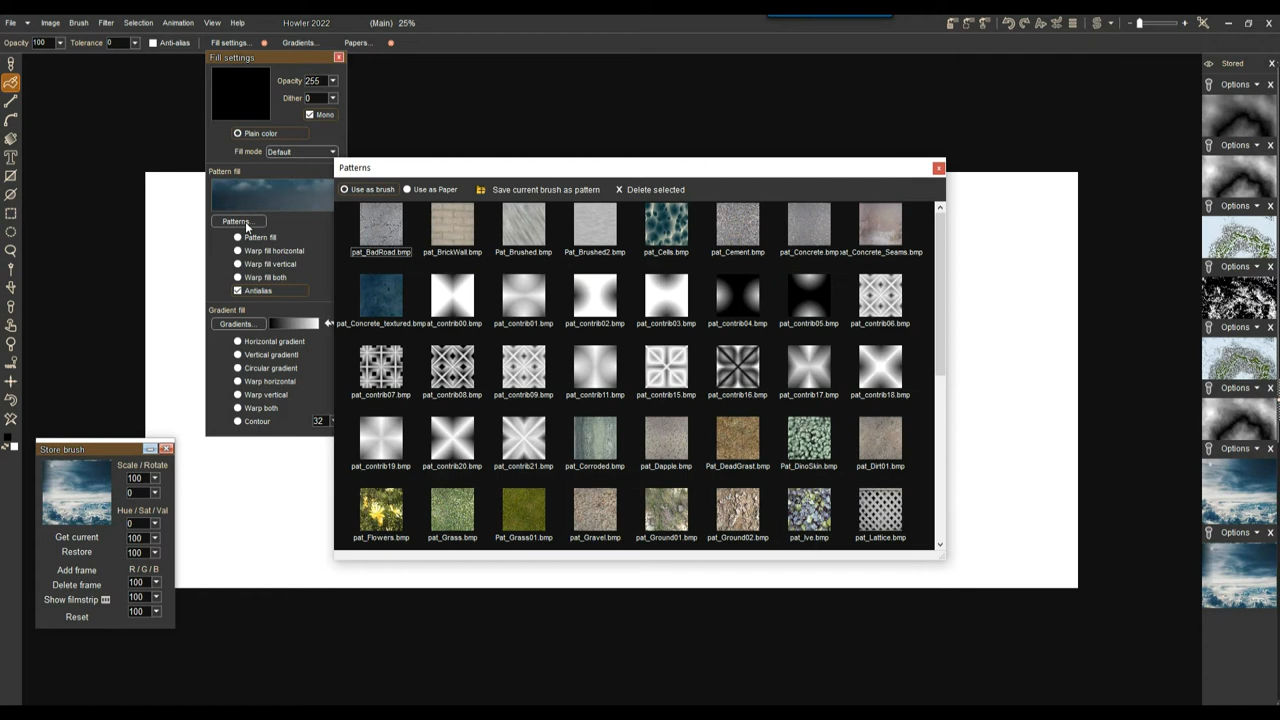 File Image Brush Filter Selection Animation View Help Howler 2022 (Main) 25%
Opacity 100 Tolerance 0 Anti-alias Fill settings... Gradients... Papers...
Fill settings
Opacity 255
Dither 0
Mono
Plain color
Fill mode Default
Pattern fill
Patterns...
Pattern fill
Warp fill horizontal
Warp fill vertical
Warp fill both
Antialias
Gradient fill
Gradients...
Horizontal gradient
Vertical gradientl
Circular gradient
Warp horizontal
Warp vertical
Warp both
Contour 32
Patterns
Use as brush Use as Paper Save current brush as pattern X Delete selected
pat_BadRoad.bmp pat_BrickWall.bmp Pat_Brushed.bmp Pat_Brushed2.bmp pat_Cells.bmp pat_Cement.bmp pat_Concrete.bmp pat_Concrete_Seams.bmp
pat_Concrete_textured.bmp pat_contrib00.bmp pat_contrib01.bmp pat_contrib02.bmp pat_contrib03.bmp pat_contrib04.bmp pat_contrib05.bmp pat_contrib06.bmp
pat_contrib07.bmp pat_contrib08.bmp pat_contrib09.bmp pat_contrib11.bmp pat_contrib15.bmp pat_contrib16.bmp pat_contrib17.bmp pat_contrib18.bmp
pat_contrib19.bmp pat_contrib20.bmp pat_contrib21.bmp pat_Corroded.bmp pat_Dapple.bmp Pat_DeadGrast.bmp Pat_DinoSkin.bmp pat_Dirt01.bmp
pat_Flowers.bmp pat_Grass.bmp Pat_Grass01.bmp pat_Gravel.bmp pat_Ground01.bmp pat_Ground02.bmp pat_Ive.bmp pat_Lattice.bmp
Store brush
Scale / Rotate
100
0
Hue / Sat / Val
0
Get current 100
Restore 100
Add frame R / G / B
Delete frame 100
Show filmstrip 100
Reset 100
Stored X
Options X
Options X
Options X
Options X
Options X
Options X
Options X
Options X